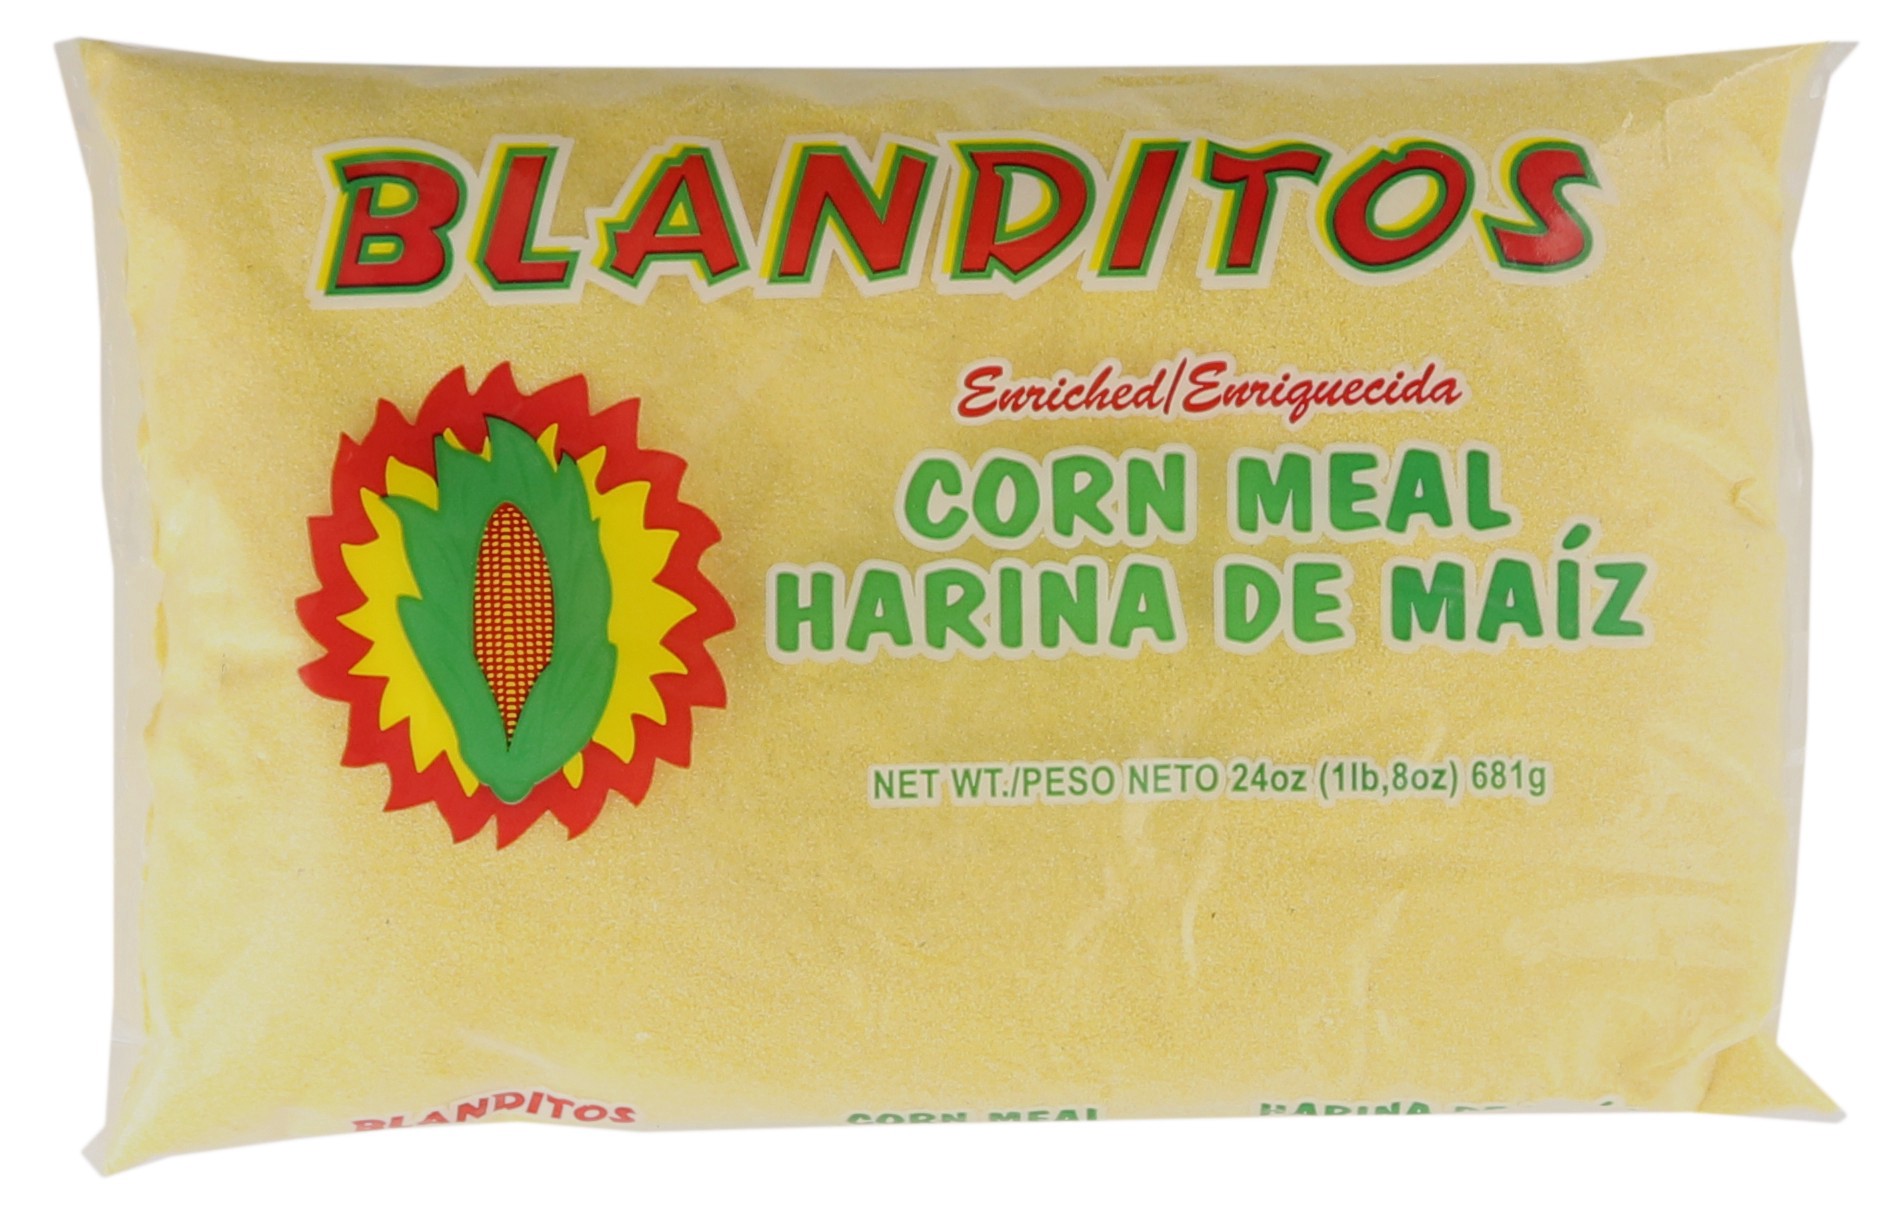 BLANDITOS
Enriched/Enriquecida
CORN MEAL
HARINA DE MAÍZ
NET WT./PESO NETO 24oz (1lb,8oz) 681g
BLANDITOS CORN MEAL HARINA